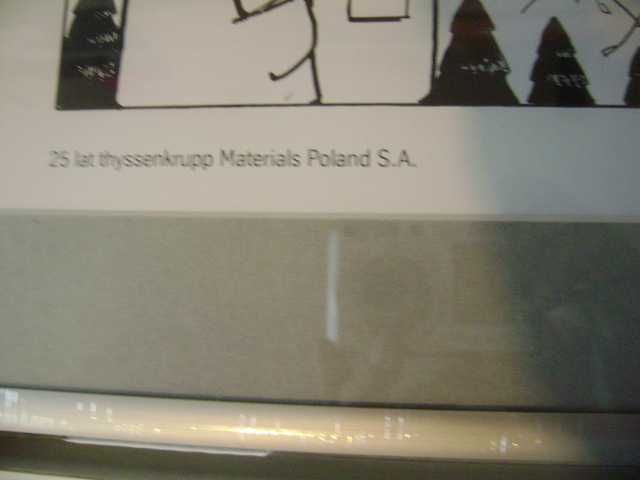 25 lat thyssenkrupp Materials Poland S.A.